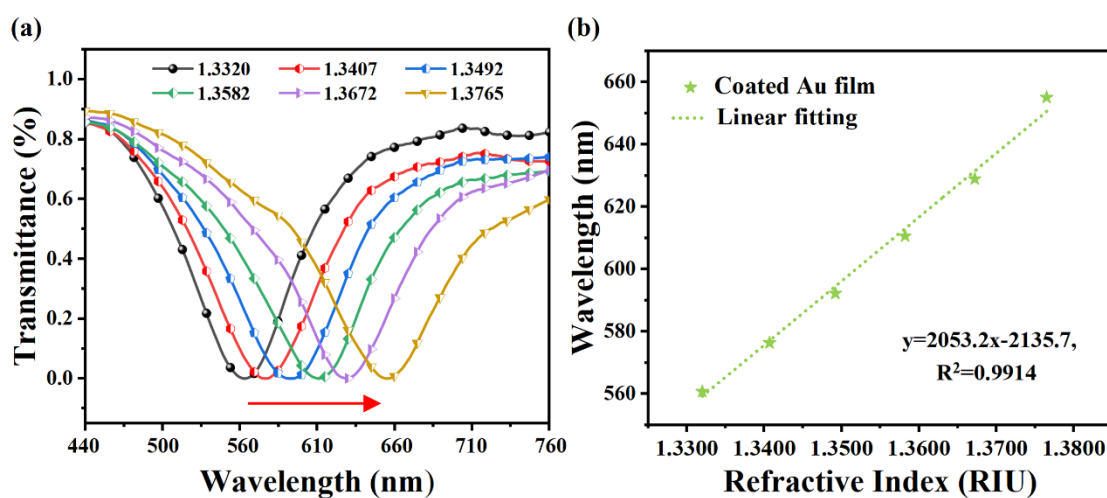 (a)
1.3320 1.3407 1.3492
1.3582 1.3672 1.3765
Transmittance (%)
1.0
0.8
0.6
0.4
0.2
0.0
440 500 560 610 660 710 760
Wavelength (nm)
(b)
Coated Au film
Linear fitting
Wavelength (nm)
660
640
620
600
580
560
y=2053.2x-2135.7,
R²=0.9914
1.3300 1.3400 1.3500 1.3600 1.3700 1.3800
Refractive Index (RIU)